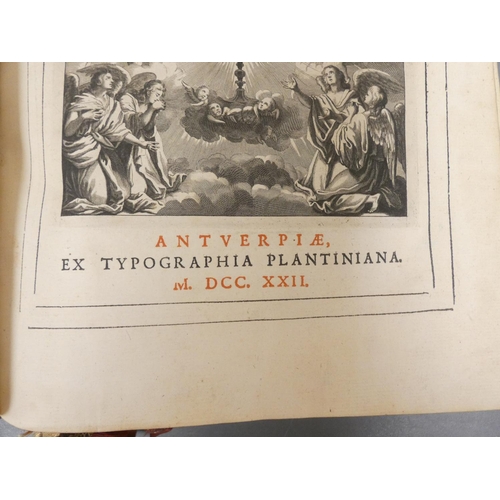 ANTVERPIÆ,
EX TYPOGRAPHIA PLANTINIANA.
M. DCC. XXII.